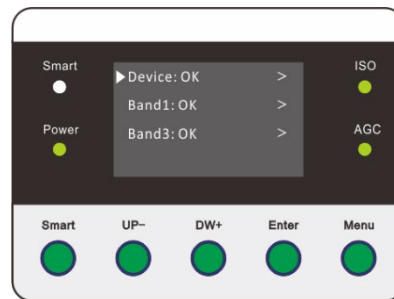 Smart
ISO
Device: OK >
Band1: OK >
Band3: OK >
Power
AGC
Smart
UP-
DW+
Enter
Menu